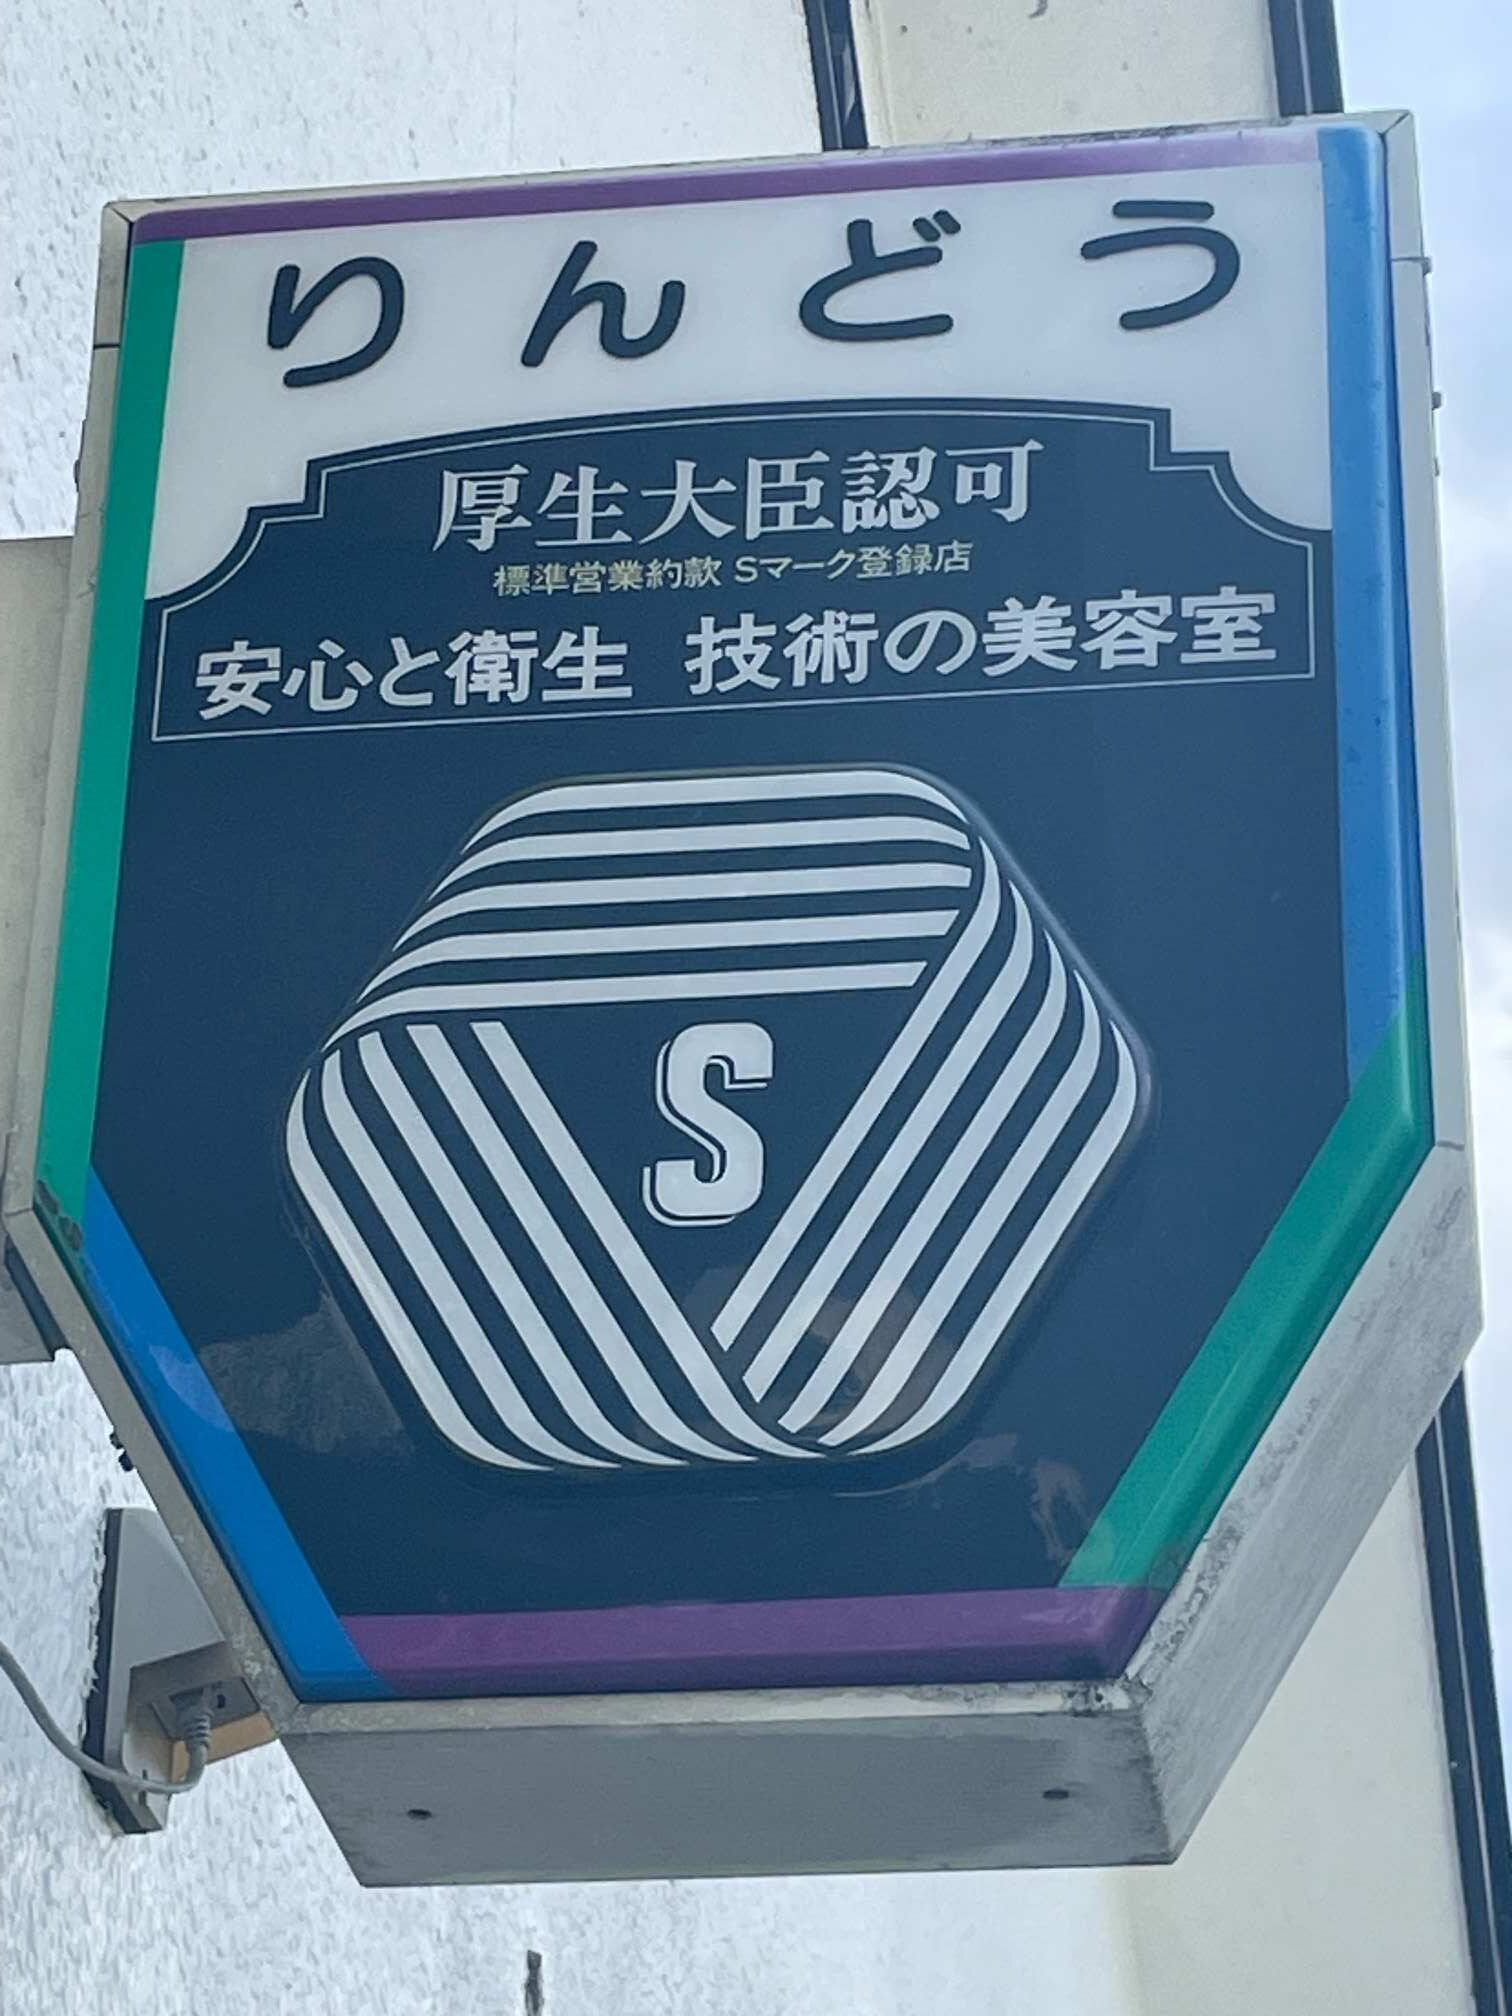 りんどう
厚生大臣認可
標準営業約款 Sマーク登録店
安心と衛生 技術の美容室
S